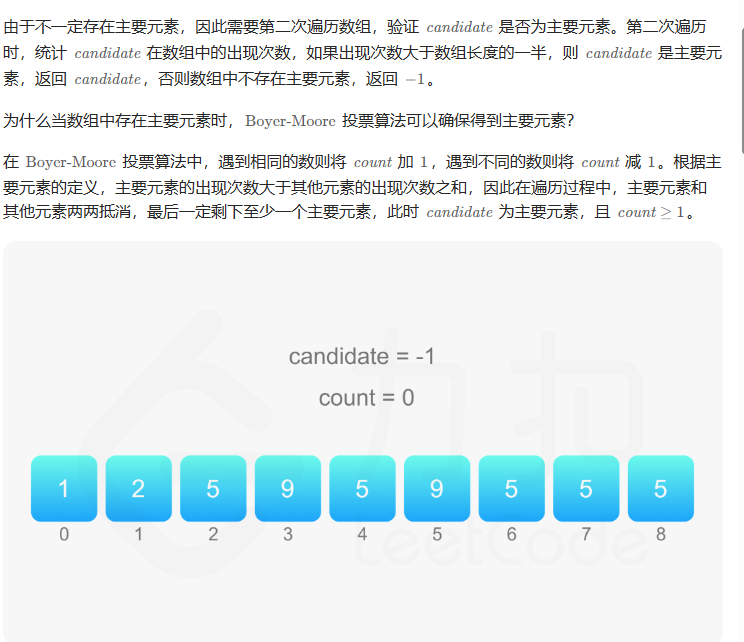 由于不一定存在主要元素，因此需要第二次遍历数组，验证 candidate 是否为主要元素。第二次遍历
时，统计 candidate 在数组中的出现次数，如果出现次数大于数组长度的一半，则 candidate 是主要元
素，返回 candidate，否则数组中不存在主要元素，返回 −1。
为什么当数组中存在主要元素时，Boyer-Moore 投票算法可以确保得到主要元素？
在 Boyer-Moore 投票算法中，遇到相同的数则将 count 加 1，遇到不同的数则将 count 减 1。根据主
要元素的定义，主要元素的出现次数大于其他元素的出现次数之和，因此在遍历过程中，主要元素和
其他元素两两抵消，最后一定剩下至少一个主要元素，此时 candidate 为主要元素，且 count ≥ 1。
力扣
candidate = -1
count = 0
1 2 5 9 5 9 5 5 5
0 1 2 3 4 5 6 7 8
LeetCode